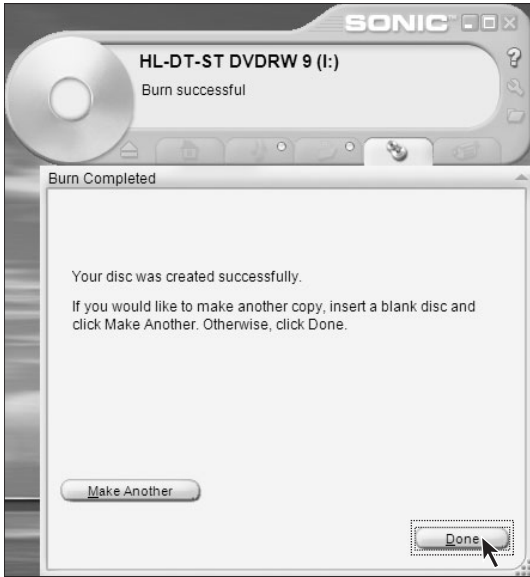 SONIC™
HL-DT-ST DVDRW 9 (I:)
Burn successful
?
Burn Completed
Your disc was created successfully.
If you would like to make another copy, insert a blank disc and
click Make Another. Otherwise, click Done.
Make Another
Done